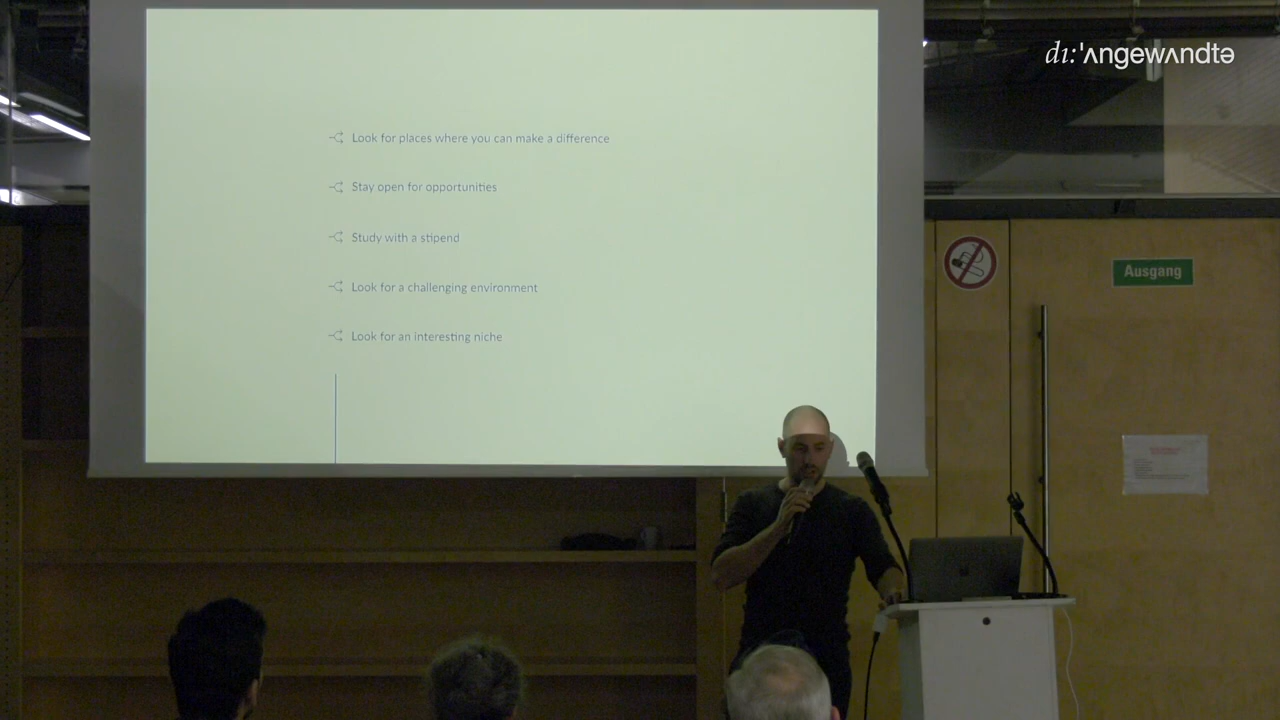 dı:'ʌngewʌndtə
Look for places where you can make a difference
Stay open for opportunities
Study with a stipend
Look for a challenging environment
Look for an interesting niche
Ausgang